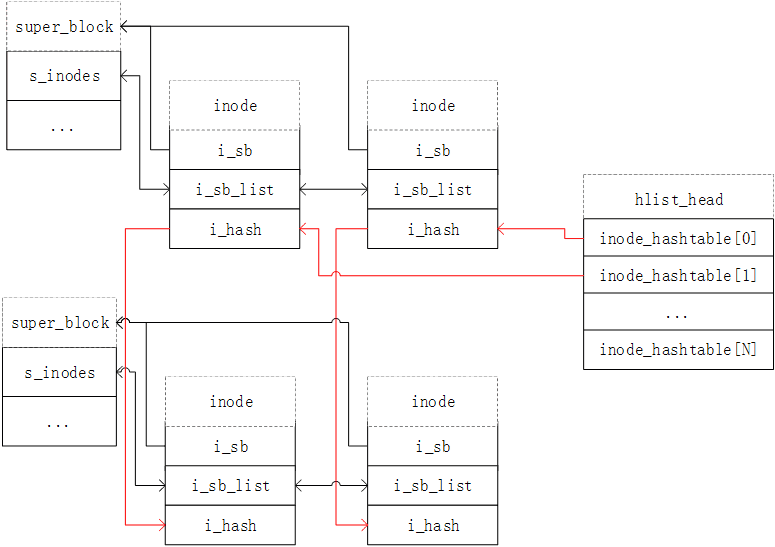 super_block
s_inodes
...
inode
i_sb
i_sb_list
i_hash
inode
i_sb
i_sb_list
i_hash
hlist_head
inode_hashtable[0]
inode_hashtable[1]
...
inode_hashtable[N]
super_block
s_inodes
...
inode
i_sb
i_sb_list
i_hash
inode
i_sb
i_sb_list
i_hash